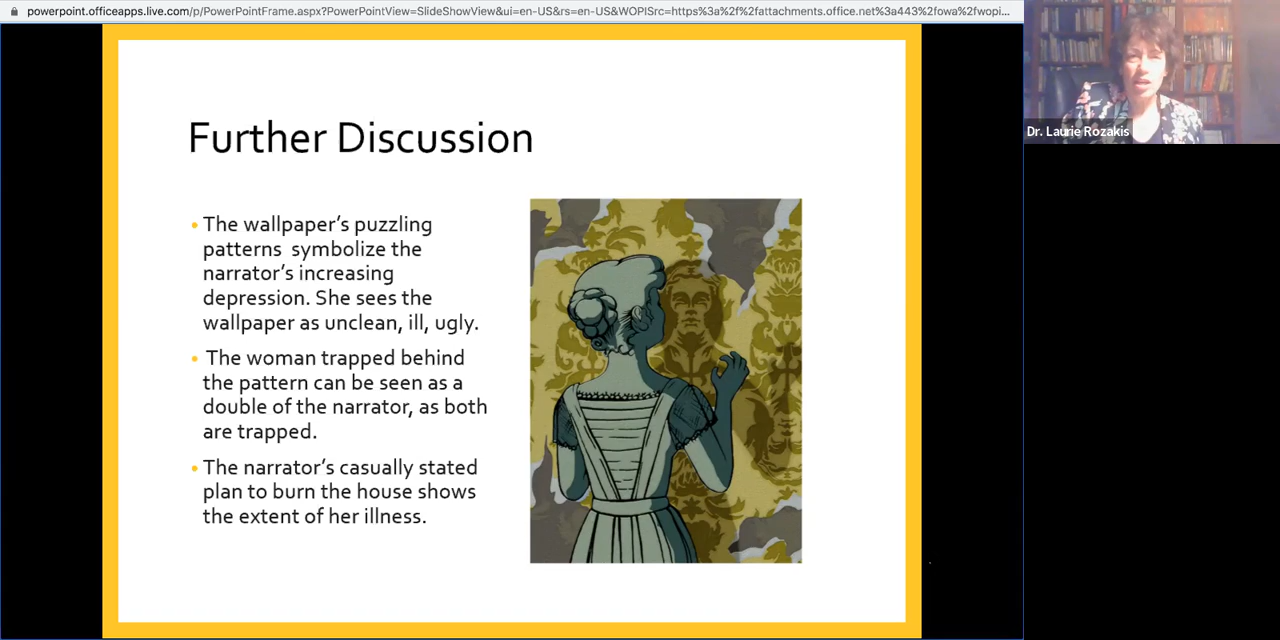 powerpoint.officeapps.live.com/p/PowerPointFrame.aspx?PowerPointView=SlideShowView&ui=en-US&rs=en-US&WOPISrc=https%3a%2f%2fattachments.office.net%3a443%2fowa%2fwopi...
Further Discussion
• The wallpaper’s puzzling
patterns  symbolize the
narrator’s increasing
depression. She sees the
wallpaper as unclean, ill, ugly.
• The woman trapped behind
the pattern can be seen as a
double of the narrator, as both
are trapped.
• The narrator’s casually stated
plan to burn the house shows
the extent of her illness.
Dr. Laurie Rozakis